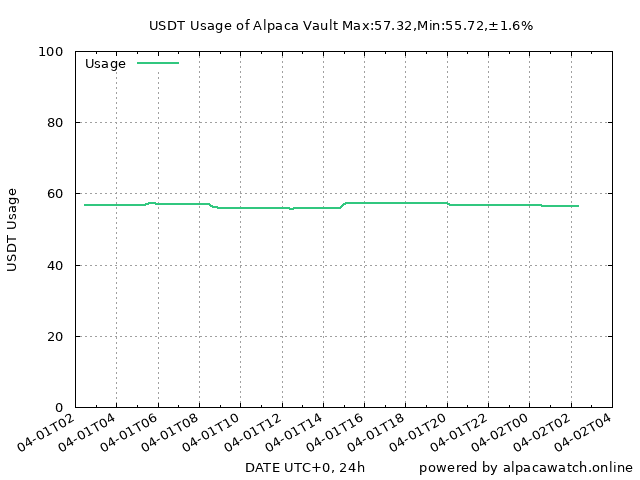 USDT Usage of Alpaca Vault Max:57.32,Min:55.72,±1.6%
100
Usage
80
60
40
20
0
USDT Usage
04-01T02
04-01T04
04-01T06
04-01T08
04-01T10
04-01T12
04-01T14
04-01T16
04-01T18
04-01T20
04-01T22
04-02T00
04-02T02
04-02T04
DATE UTC+0, 24h
powered by alpacawatch.online